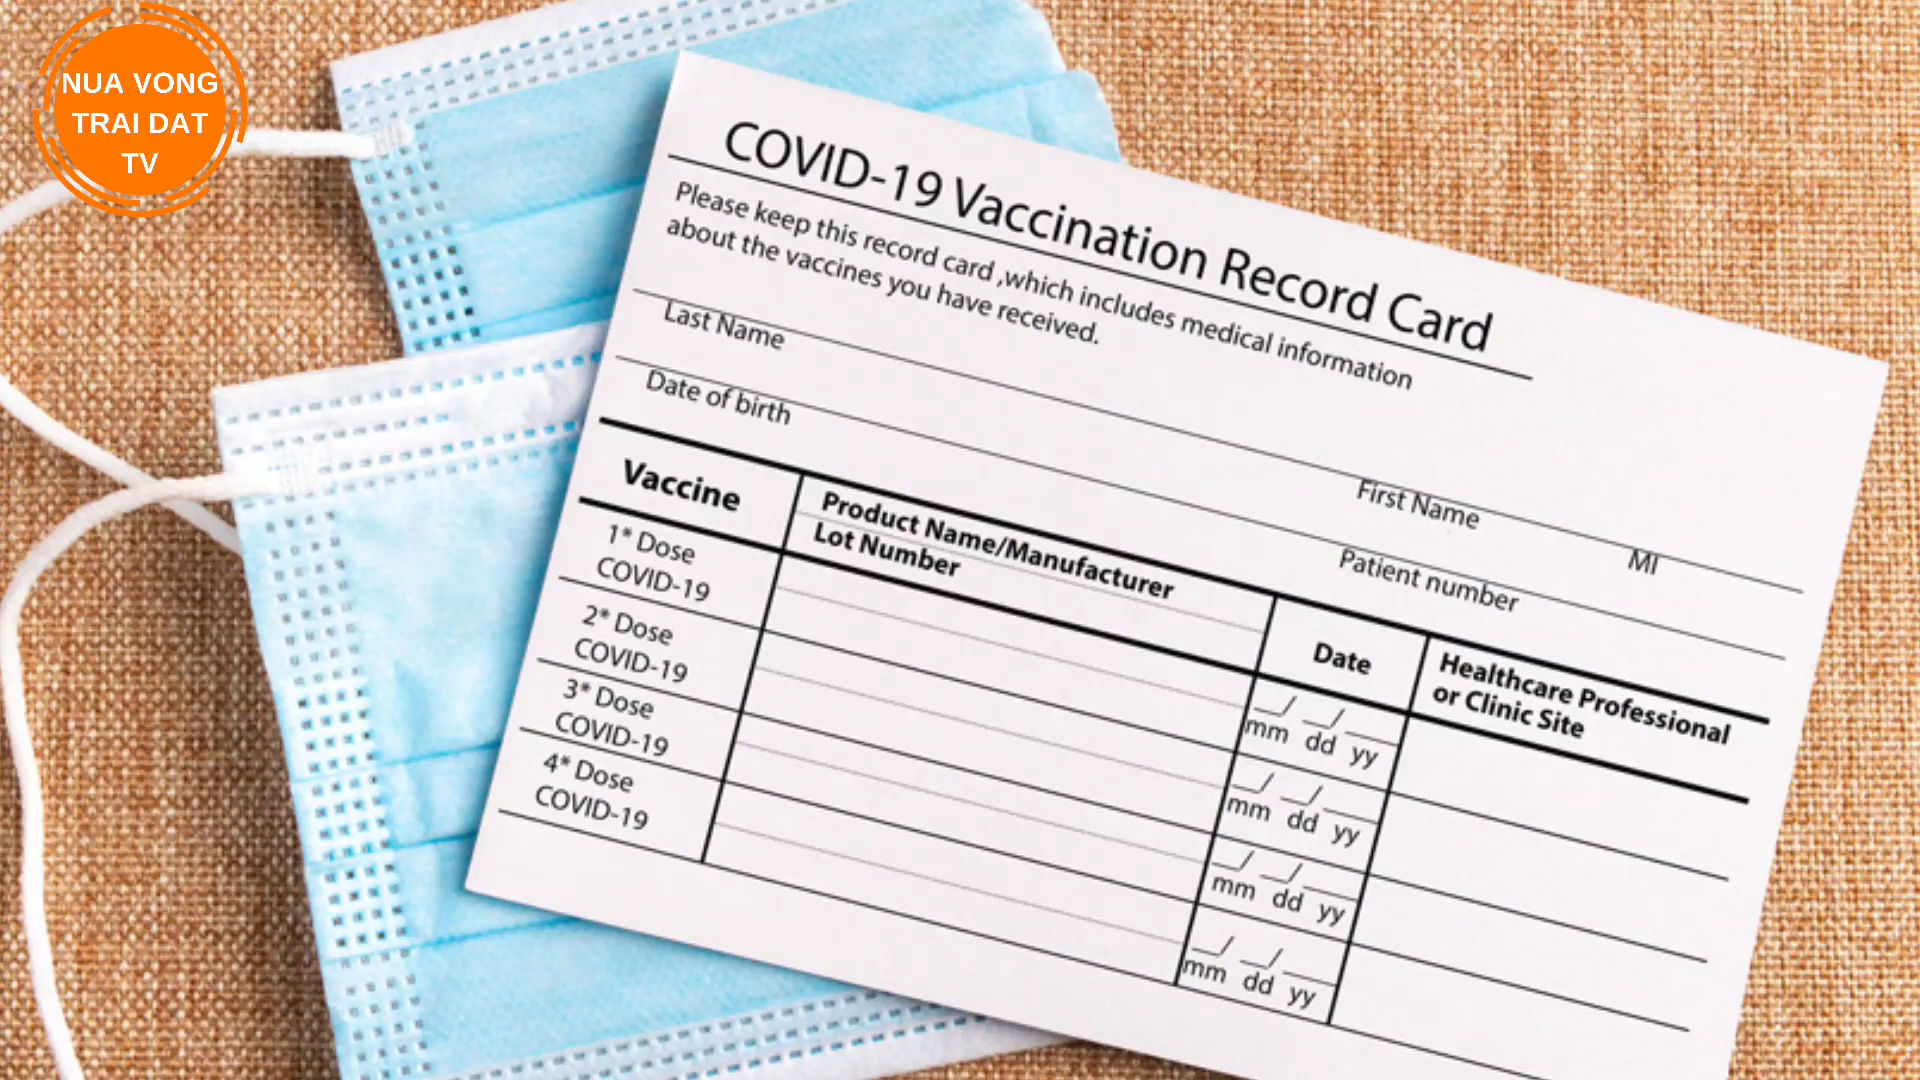 NUA VONG
TRAI DAT
TV
COVID-19 Vaccination Record Card
Please keep this record card ,which includes medical information
about the vaccines you have received.
Last Name
First Name
MI
Date of birth
Patient number
Vaccine
Product Name/Manufacturer
Lot Number
Date
Healthcare Professional
or Clinic Site
1* Dose
COVID-19
mm dd yy
2* Dose
COVID-19
mm dd yy
3* Dose
COVID-19
mm dd yy
4* Dose
COVID-19
mm dd yy